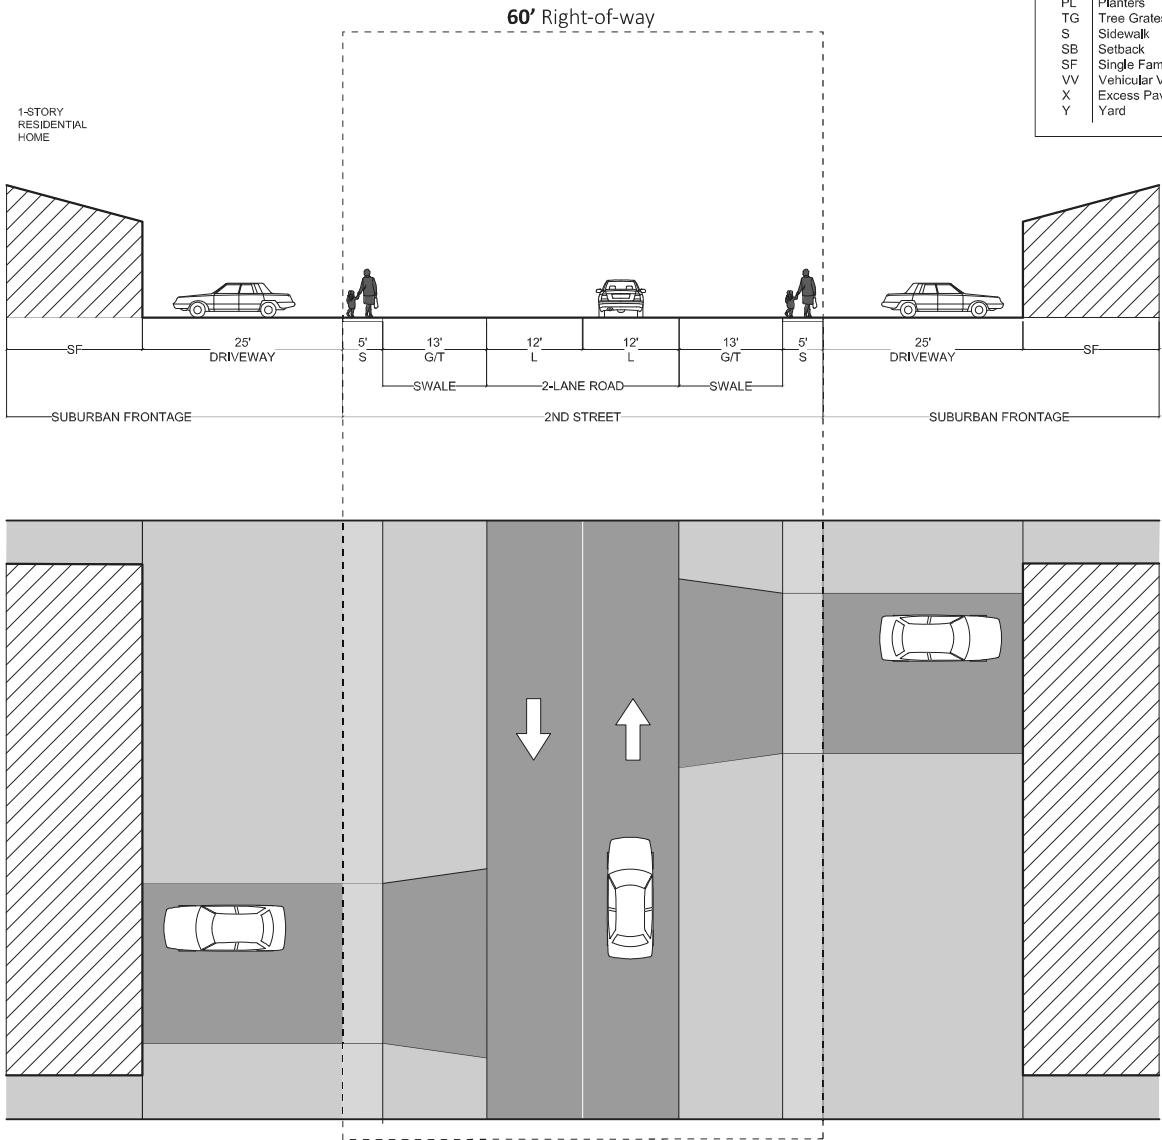 60’ Right-of-way
PL Planters
TG Tree Grates
S Sidewalk
SB Setback
SF Single Fam
VV Vehicular V
X Excess Pav
Y Yard
1-STORY
RESIDENTIAL
HOME
SF 25' 5' 13' 12' 12' 13' 5' 25' SF
DRIVEWAY S G/T L L G/T S DRIVEWAY
SWALE 2-LANE ROAD SWALE
SUBURBAN FRONTAGE 2ND STREET SUBURBAN FRONTAGE